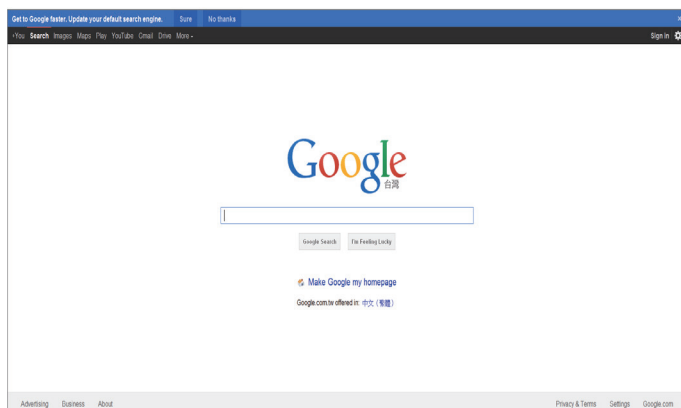 Get to Google faster. Update your default search engine. Sure No thanks ×
+You Search Images Maps Play YouTube Gmail Drive More Sign in
Google
台灣
Google Search I'm Feeling Lucky
Make Google my homepage
Google.com.tw offered in: 中文（繁體）
Advertising Business About Privacy & Terms Settings Google.com